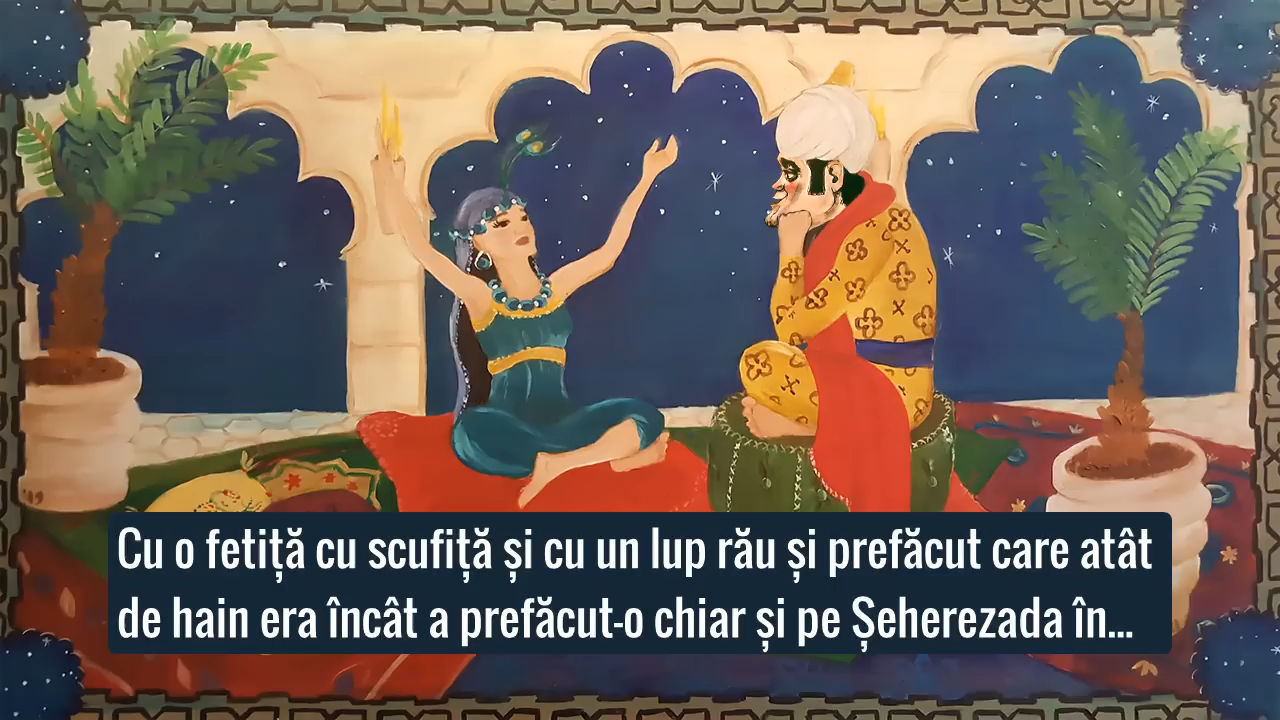 Cu o fetiță cu scufiță și cu un lup rău și prefăcut care atât
de hain era încât a prefăcut-o chiar și pe Șeherezada în...